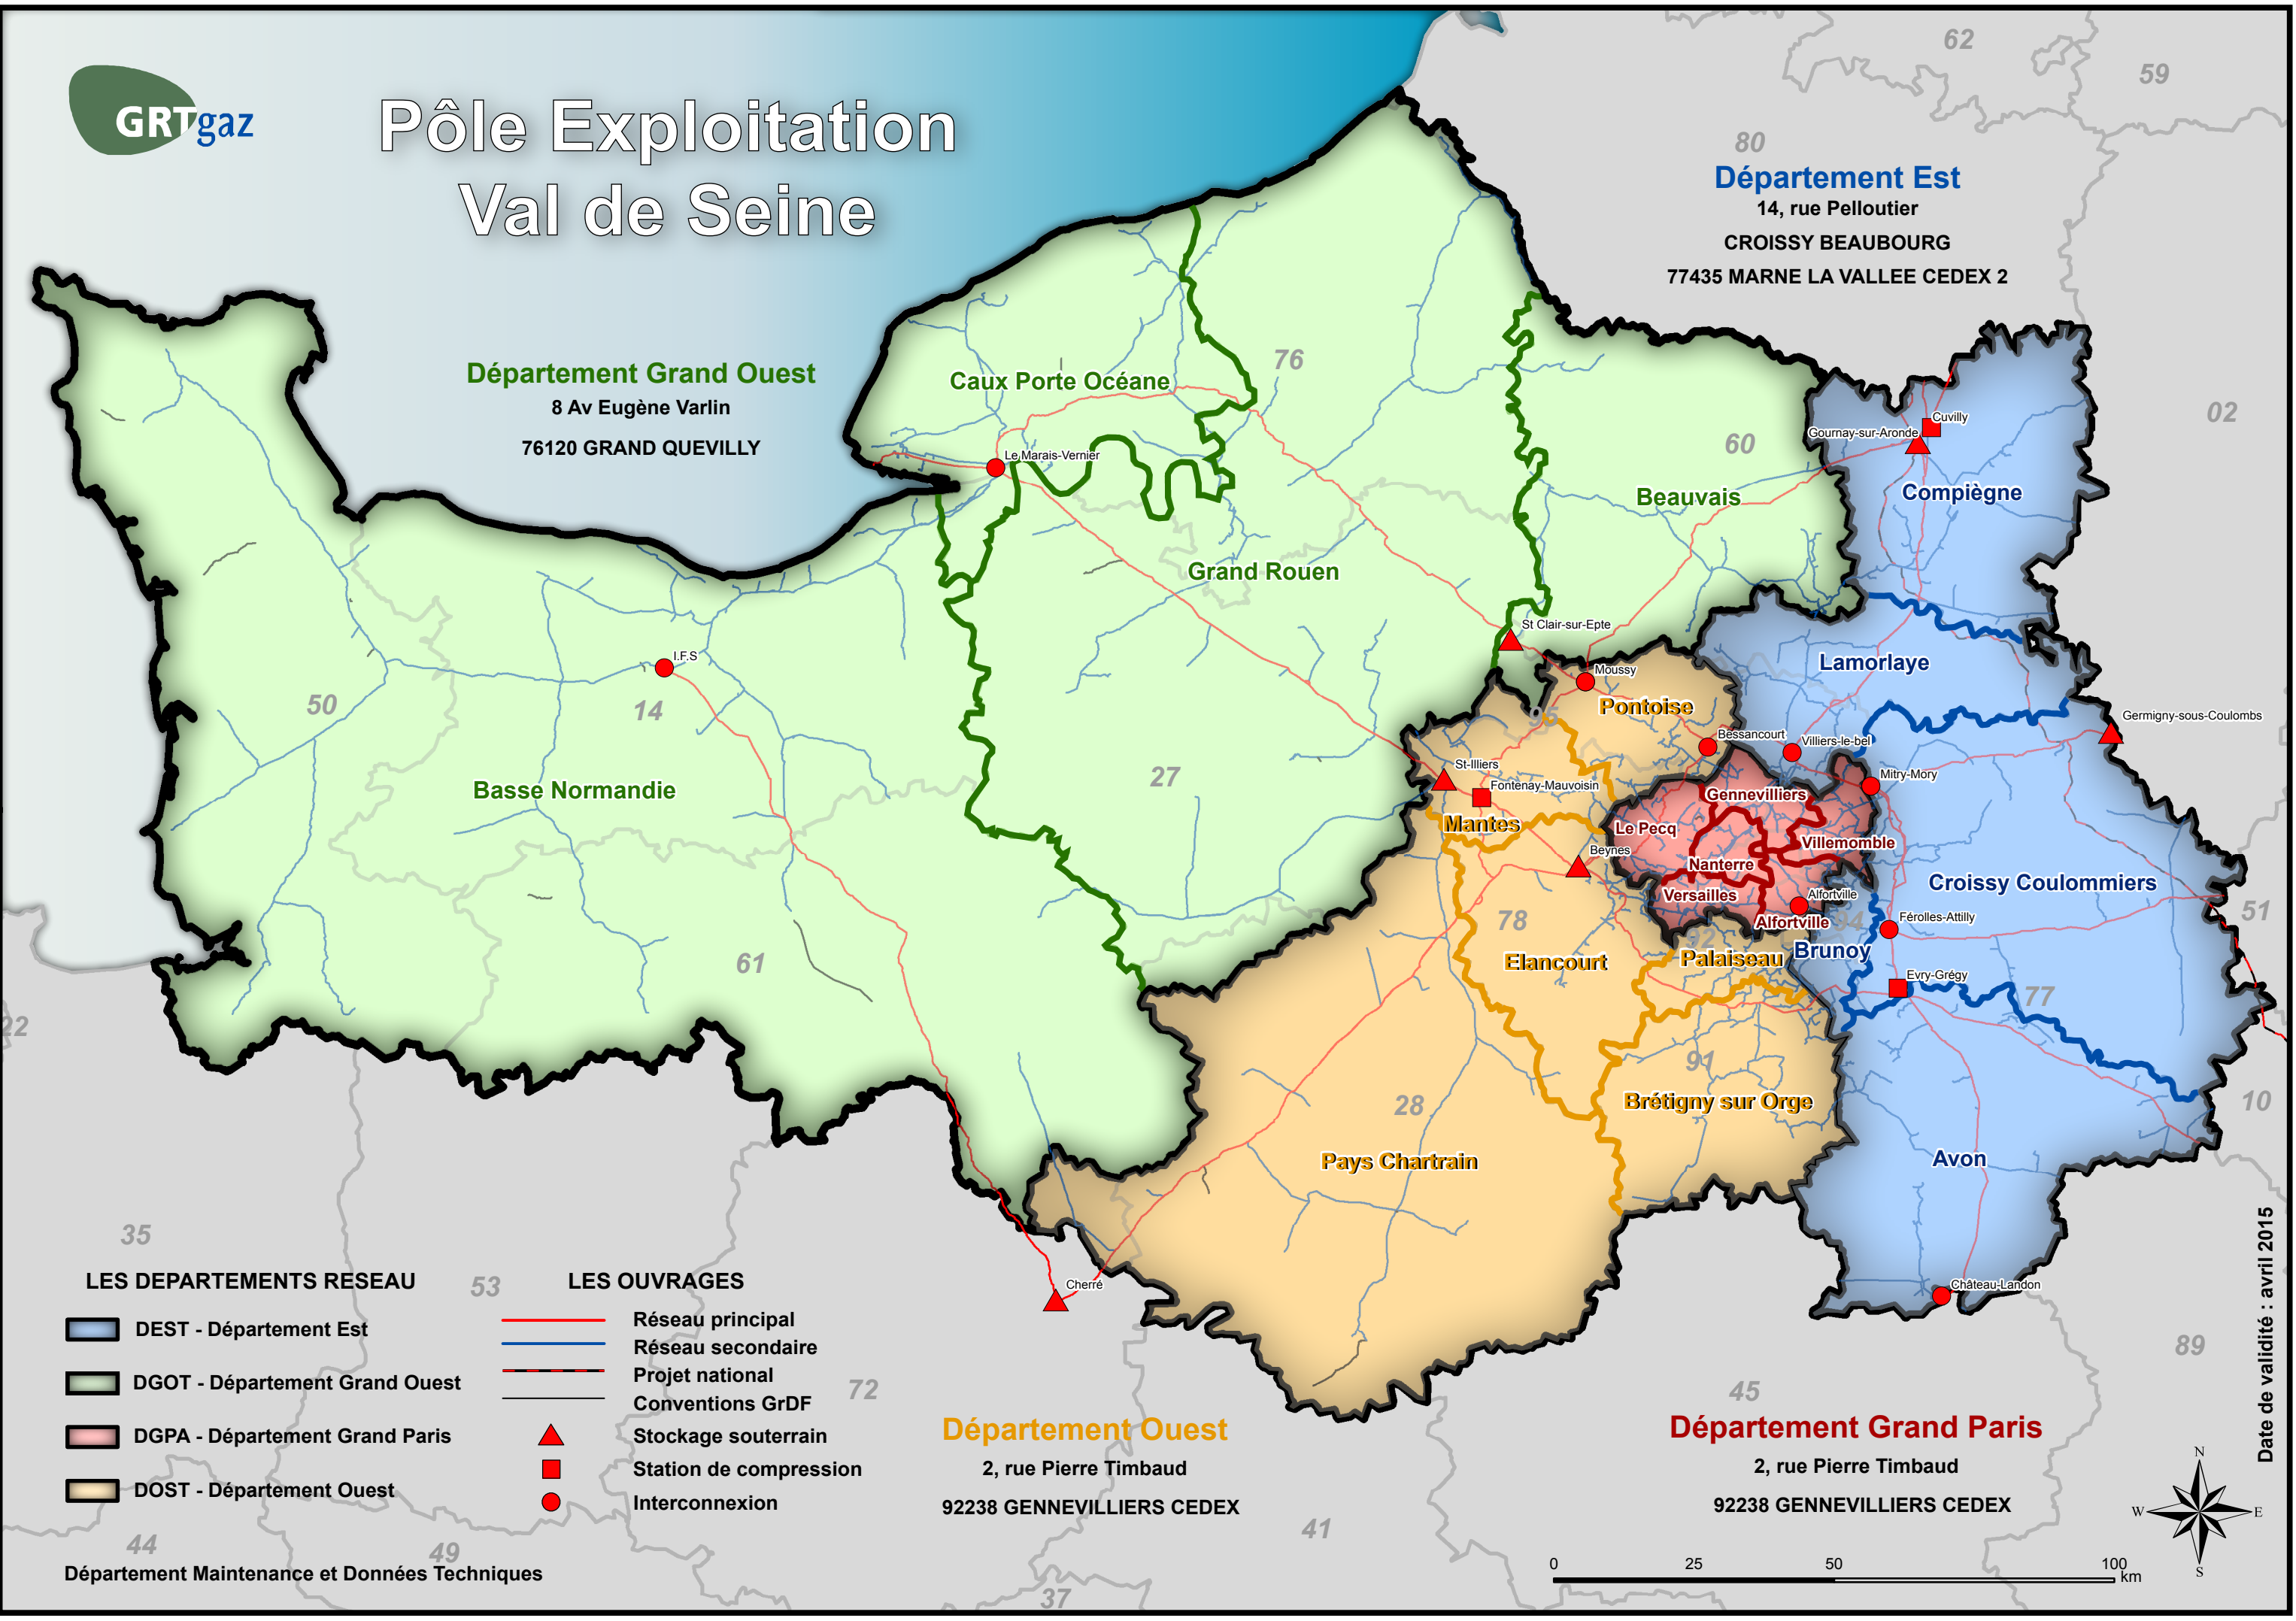 GRTgaz
Pôle Exploitation
Val de Seine
62
59
80
Département Est
14, rue Pelloutier
CROISSY BEAUBOURG
77435 MARNE LA VALLEE CEDEX 2
Département Grand Ouest
8 Av Eugène Varlin
76120 GRAND QUEVILLY
Caux Porte Océane
76
60
02
Cuvilly
Gournay-sur-Aronde
Le Marais-Vernier
Compiègne
Beauvais
Grand Rouen
St Clair-sur-Epte
I.F.S
Moussy
Lamorlaye
50
14
95
Pontoise
Germigny-sous-Coulombs
Bessancourt
Villiers-le-bel
St-Illiers
Mitry-Mory
27
Basse Normandie
Fontenay-Mauvoisin
Gennevilliers
Mantes
Le Pecq
Villemomble
Beynes
Nanterre
Croissy Coulommiers
Versailles
Alfortville
51
78
Alfortville
94
Férolles-Attilly
92
Brunoy
61
Elancourt
Palaiseau
Evry-Grégy
77
22
91
10
28
Brétigny sur Orge
Pays Chartrain
Avon
35
53
LES DEPARTEMENTS RESEAU
DEST - Département Est
DGOT - Département Grand Ouest
DGPA - Département Grand Paris
DOST - Département Ouest
LES OUVRAGES
Réseau principal
Réseau secondaire
Projet national
Conventions GrDF
Stockage souterrain
Station de compression
Interconnexion
Cherré
Château-Landon
89
72
45
Département Ouest
2, rue Pierre Timbaud
92238 GENNEVILLIERS CEDEX
Département Grand Paris
2, rue Pierre Timbaud
92238 GENNEVILLIERS CEDEX
Date de validité : avril 2015
N
W
E
S
41
44
49
37
Département Maintenance et Données Techniques
0
25
50
100
km